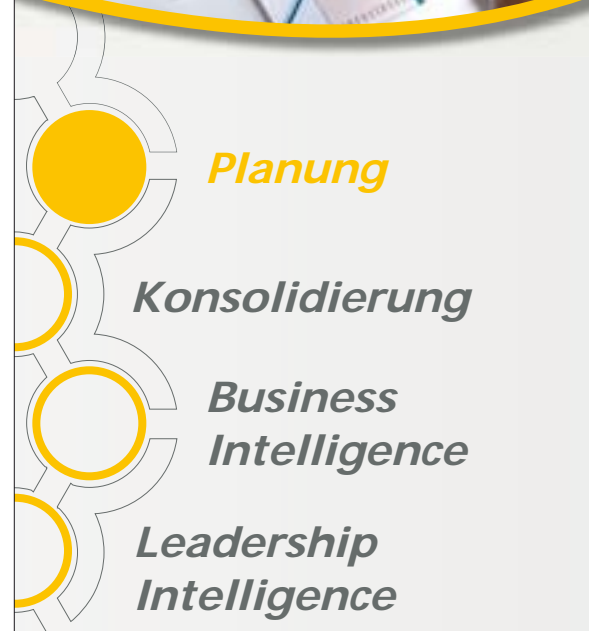 Planung
Konsolidierung
Business
Intelligence
Leadership
Intelligence